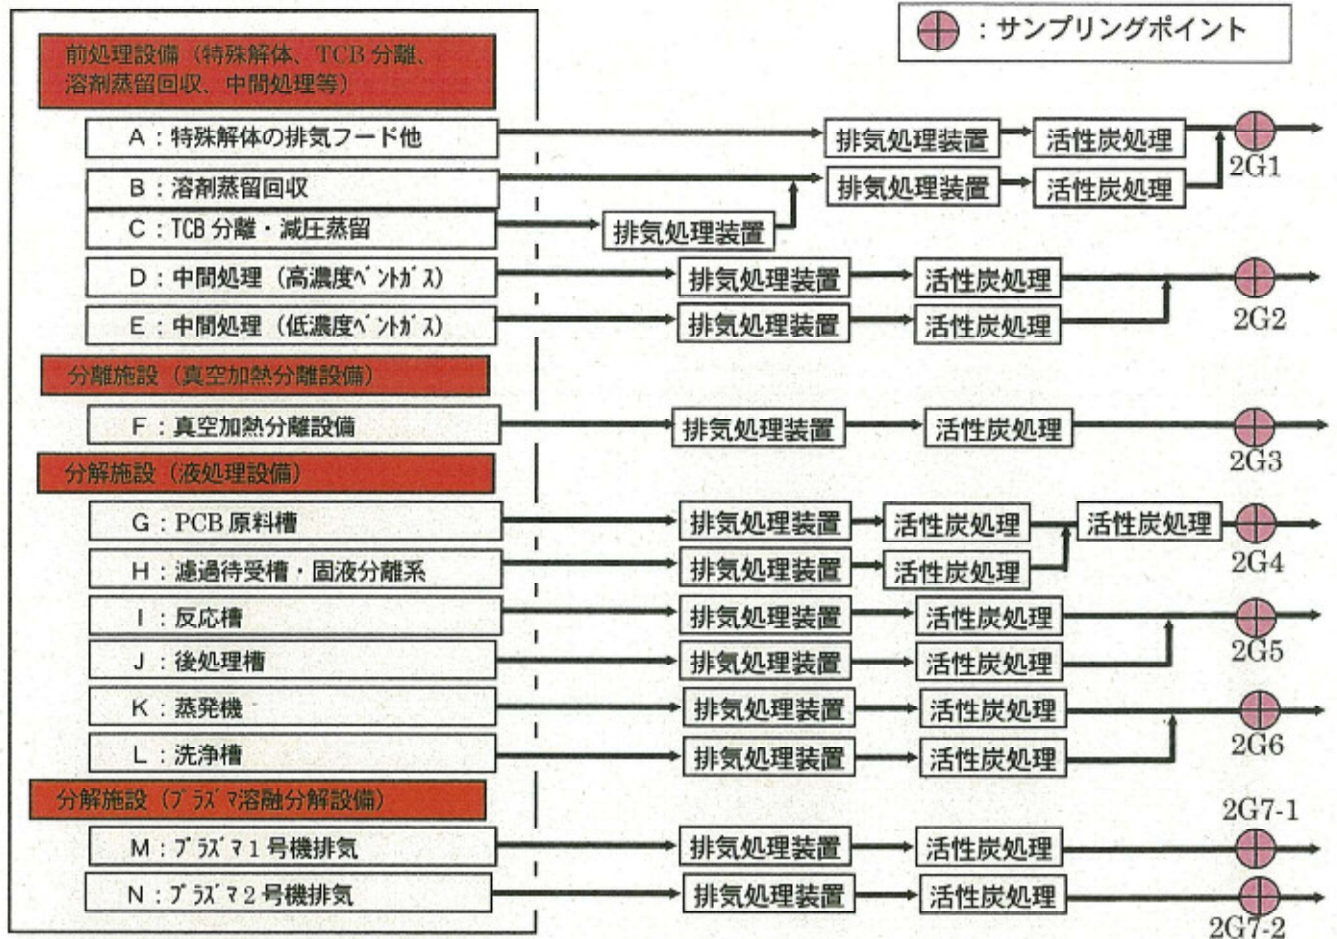 ：サンプリングポイント
前処理設備（特殊解体、TCB 分離、
溶剤蒸留回収、中間処理等）
A：特殊解体の排気フード他
排気処理装置
活性炭処理
2G1
B：溶剤蒸留回収
排気処理装置
活性炭処理
C：TCB 分離・減圧蒸留
排気処理装置
D：中間処理（高濃度ﾍﾞﾝﾄｶﾞｽ）
排気処理装置
活性炭処理
2G2
E：中間処理（低濃度ﾍﾞﾝﾄｶﾞｽ）
排気処理装置
活性炭処理
分離施設（真空加熱分離設備）
F：真空加熱分離設備
排気処理装置
活性炭処理
2G3
分解施設（液処理設備）
G：PCB 原料槽
排気処理装置
活性炭処理
活性炭処理
2G4
H：濾過待受槽・固液分離系
排気処理装置
活性炭処理
I：反応槽
排気処理装置
活性炭処理
2G5
J：後処理槽
排気処理装置
活性炭処理
K：蒸発機
排気処理装置
活性炭処理
2G6
L：洗浄槽
排気処理装置
活性炭処理
分解施設（ﾌﾟﾗｽﾞﾏ溶融分解設備）
2G7-1
M：ﾌﾟﾗｽﾞﾏ1 号機排気
排気処理装置
活性炭処理
N：ﾌﾟﾗｽﾞﾏ2 号機排気
排気処理装置
活性炭処理
2G7-2